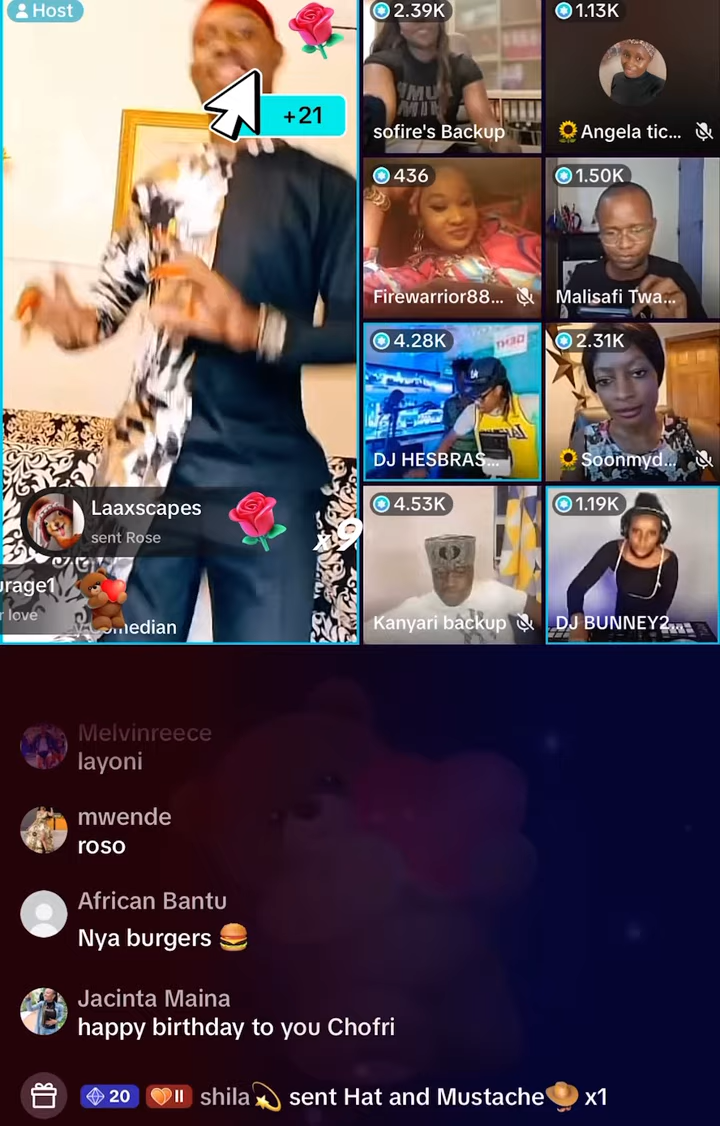 Host
+21
Laaxscapes
sent Rose
x9
urage1
r love
median
2.39K
sofire's Backup
1.13K
🌻Angela tic...
436
Firewarrior88...
1.50K
Malisafi Twa...
4.28K
DJ HESBRAS...
2.31K
🌻Soonmyd...
4.53K
Kanyari backup
1.19K
DJ BUNNEY2...
Melvinreece
layoni
mwende
roso
African Bantu
Nya burgers 🍔
Jacinta Maina
happy birthday to you Chofri
20 II shila💫 sent Hat and Mustache x1